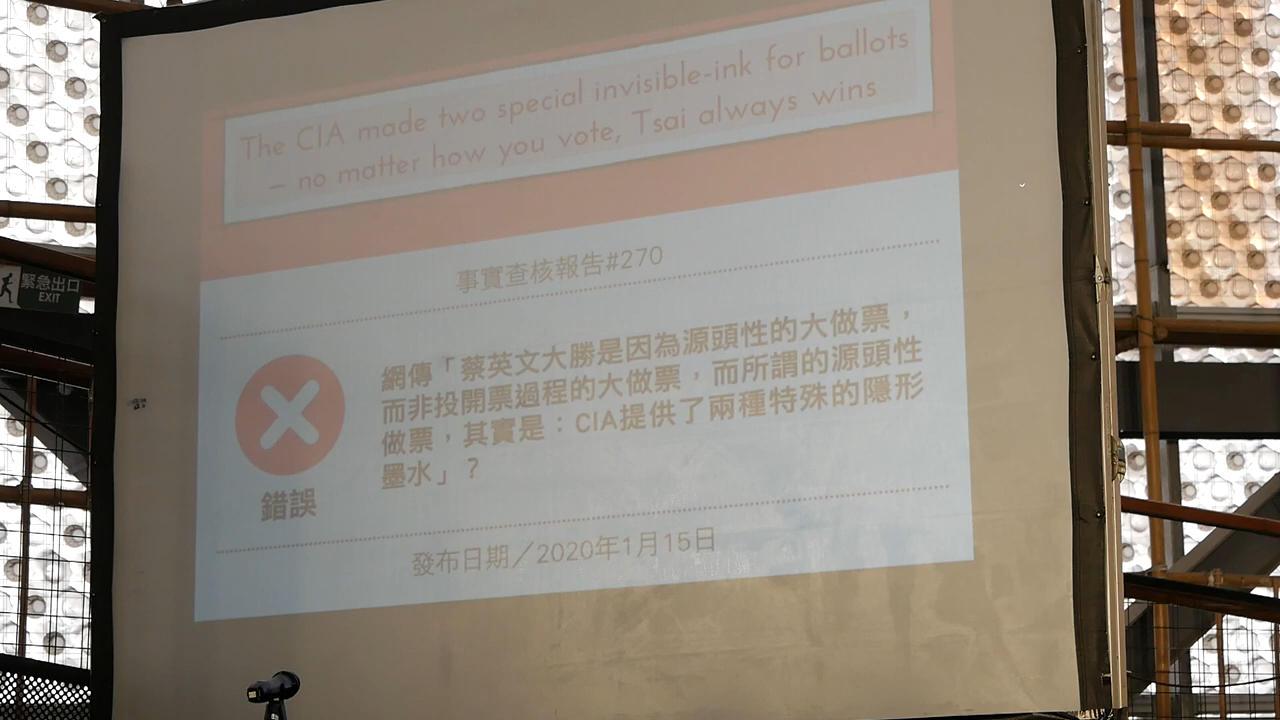 The CIA made two special invisible-ink for ballots
– no matter how you vote, Tsai always wins
事實查核報告#270
網傳「蔡英文大勝是因為源頭性的大做票，
而非投開票過程的大做票，而所謂的源頭性
做票，其實是：CIA提供了兩種特殊的隱形
墨水」？
錯誤
發布日期／2020年1月15日
緊急出口
EXIT